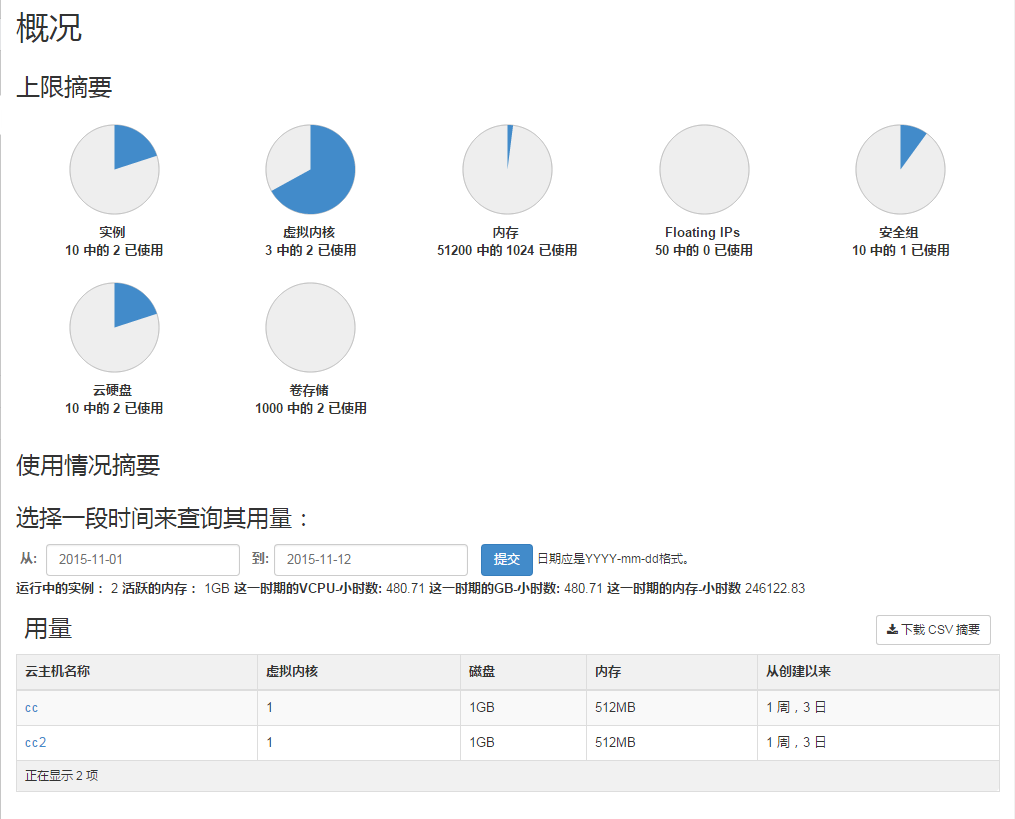 概况
上限摘要
实例
10 中的 2 已使用
虚拟内核
3 中的 2 已使用
内存
51200 中的 1024 已使用
Floating IPs
50 中的 0 已使用
安全组
10 中的 1 已使用
云硬盘
10 中的 2 已使用
卷存储
1000 中的 2 已使用
使用情况摘要
选择一段时间来查询其用量：
从: 2015-11-01 到: 2015-11-12 提交 日期应是YYYY-mm-dd格式。
运行中的实例： 2 活跃的内存： 1GB 这一时期的VCPU-小时数: 480.71 这一时期的GB-小时数: 480.71 这一时期的内存-小时数 246122.83
用量 下载 CSV 摘要
云主机名称 虚拟内核 磁盘 内存 从创建以来
cc 1 1GB 512MB 1 周，3 日
cc2 1 1GB 512MB 1 周，3 日
正在显示 2 项